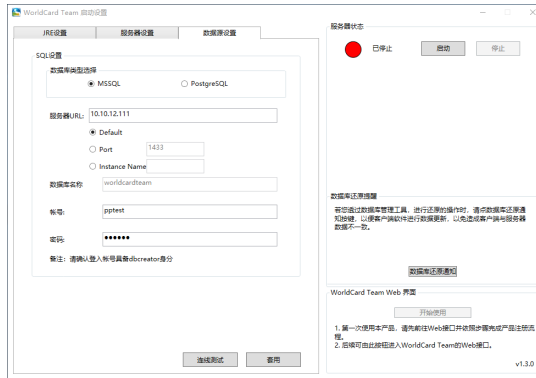 WorldCard Team 启动设置
JRE设置
服务器设置
数据源设置
SQL设置
数据库类型选择
MSSQL
PostgreSQL
服务器URL:
10.10.12.111
Default
Port
1433
Instance Name
数据库名称
worldcardteam
帐号:
pptest
密码:
●●●●●●
备注：请确认登入帐号具备dbcreator身分
连线测试
套用
服务器状态
已停止
启动
停止
数据库还原提醒
若您透过数据库管理工具，进行还原的操作时，请点数据库还原通
知按键，以便客户端软件进行数据更新，以免造成客户端与服务器
数据不一致。
数据库还原通知
WorldCard Team Web 界面
开始使用
1. 第一次使用本产品，请先前往Web接口并依照步骤完成产品注册流
程。
2. 后续可由此按钮进入WorldCard Team的Web接口。
v1.3.0